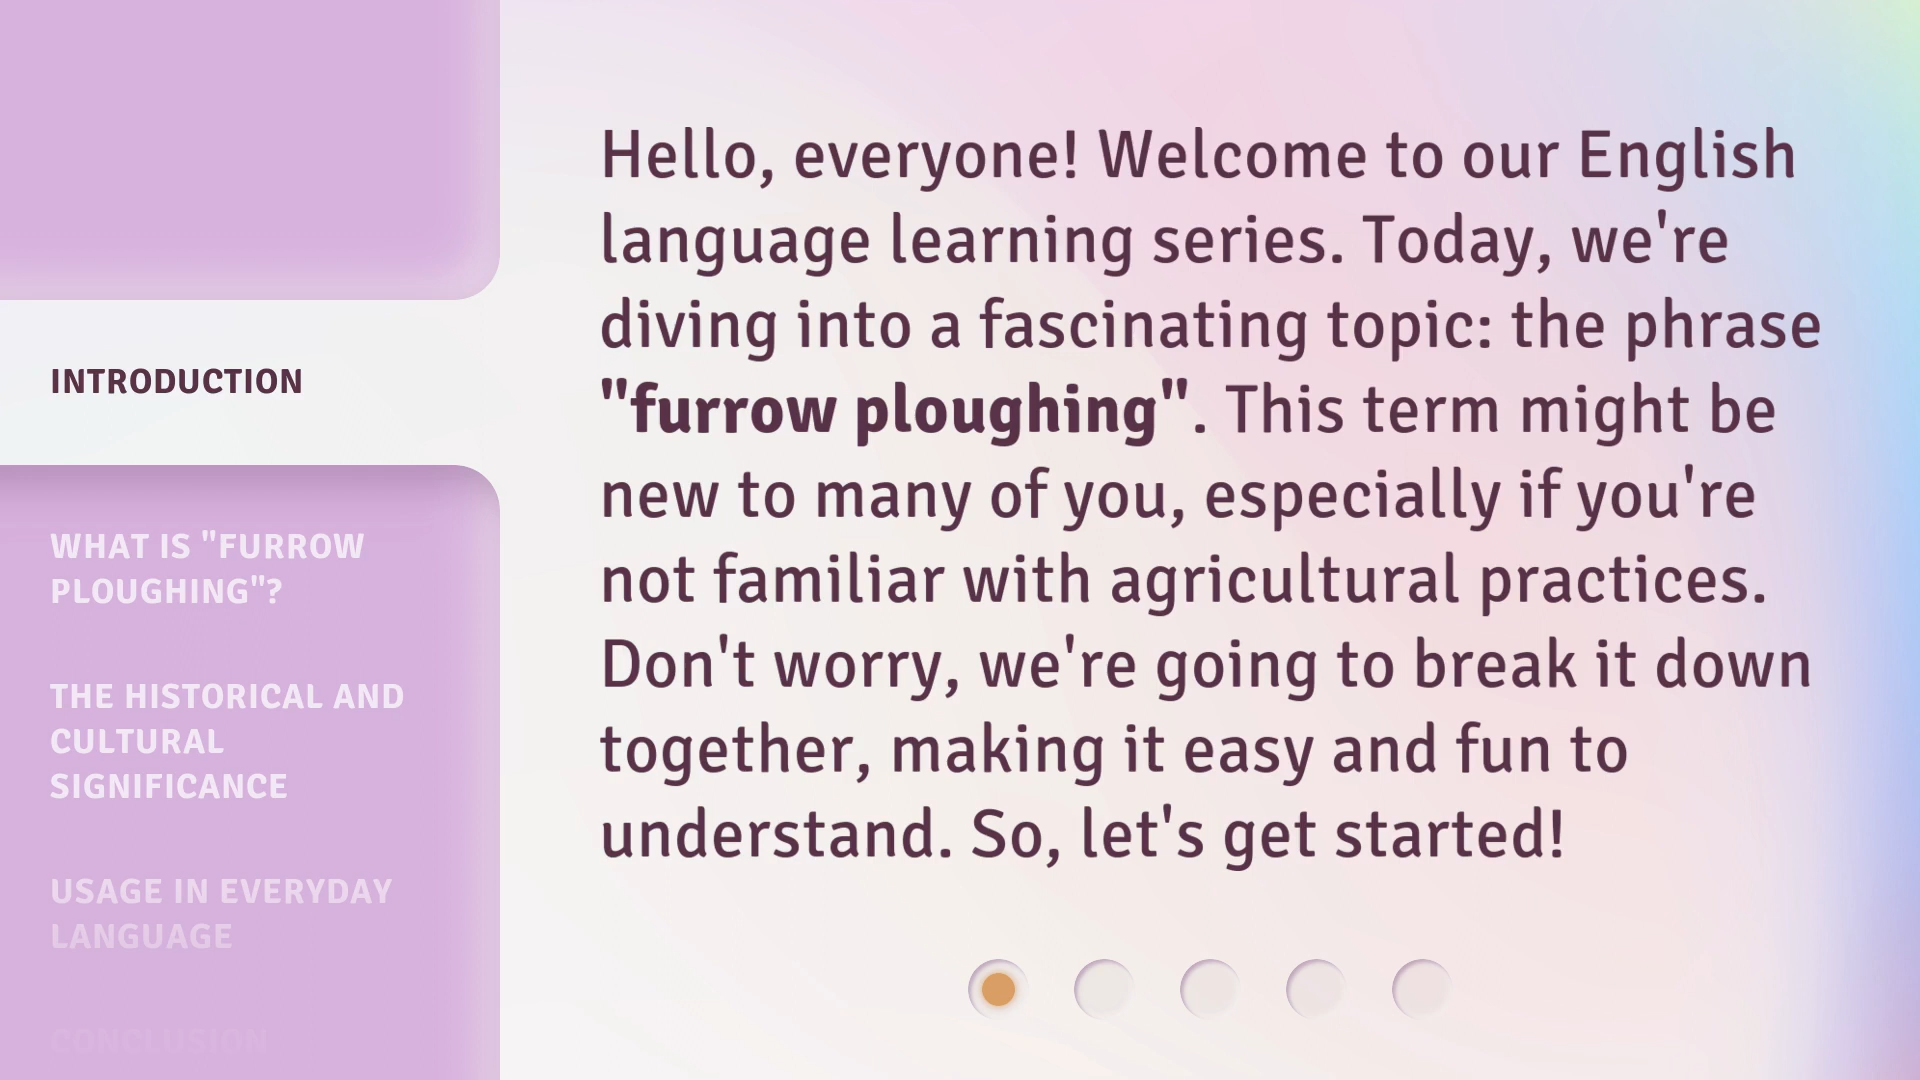 INTRODUCTION
WHAT IS "FURROW
PLOUGHING"?
THE HISTORICAL AND
CULTURAL
SIGNIFICANCE
USAGE IN EVERYDAY
LANGUAGE
CONCLUSION
Hello, everyone! Welcome to our English
language learning series. Today, we're
diving into a fascinating topic: the phrase
"furrow ploughing". This term might be
new to many of you, especially if you're
not familiar with agricultural practices.
Don't worry, we're going to break it down
together, making it easy and fun to
understand. So, let's get started!